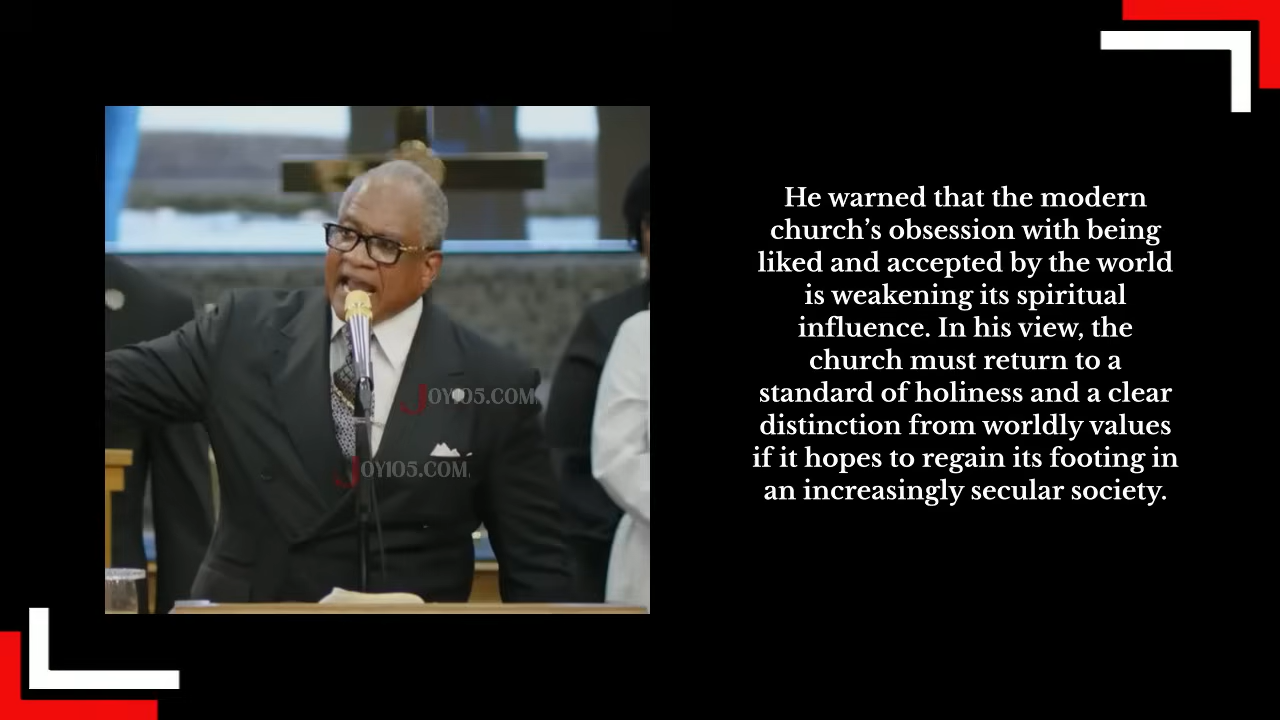 He warned that the modern
church’s obsession with being
liked and accepted by the world
is weakening its spiritual
influence. In his view, the
church must return to a
standard of holiness and a clear
distinction from worldly values
if it hopes to regain its footing in
an increasingly secular society.
JOY105.COM
JOY105.COM